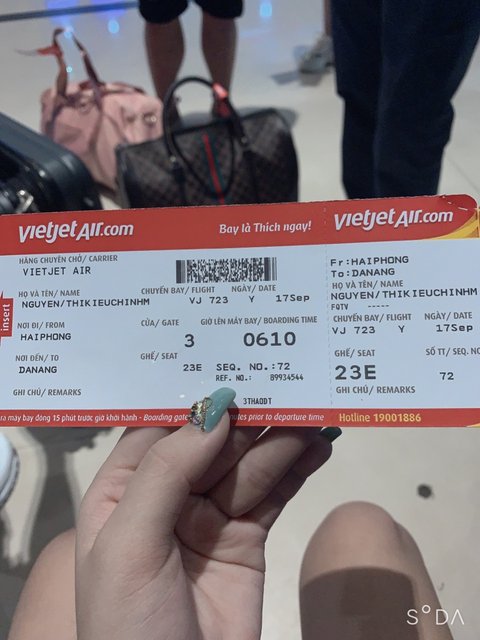 vietjetAir.com
Bay là Thích ngay!
HÀNG CHUYÊN CHỞ/ CARRIER
VIETJET AIR
HỌ VÀ TÊN/ NAME
NGUYEN/THIKIEUCHINHM
CHUYẾN BAY/ FLIGHT NGÀY/ DATE
VJ 723 Y 17Sep
NƠI ĐI/ FROM
HAIPHONG
CỬA/ GATE GIỜ LÊN MÁY BAY/ BOARDING TIME
3 0610
NƠI ĐẾN/ TO
DANANG
GHẾ/ SEAT
23E SEQ. NO.:72
REF. NO.: 89934544
GHI CHÚ/ REMARKS
3THAODT
ra máy bay đóng 15 phút trước giờ khởi hành - Boarding gate
minutes prior to departure time
insert
vietjetAir.com
Fr:HAIPHONG
To:DANANG
HỌ VÀ TÊN/ NAME
NGUYEN/THIKIEUCHINHM
FQTV -----
CHUYẾN BAY/ FLIGHT NGÀY/ DATE
VJ 723 Y 17Sep
GHẾ/ SEAT SỐ TT/ SEQ. NO
23E 72
GHI CHÚ/ REMARKS
Hotline 19001886
SODA